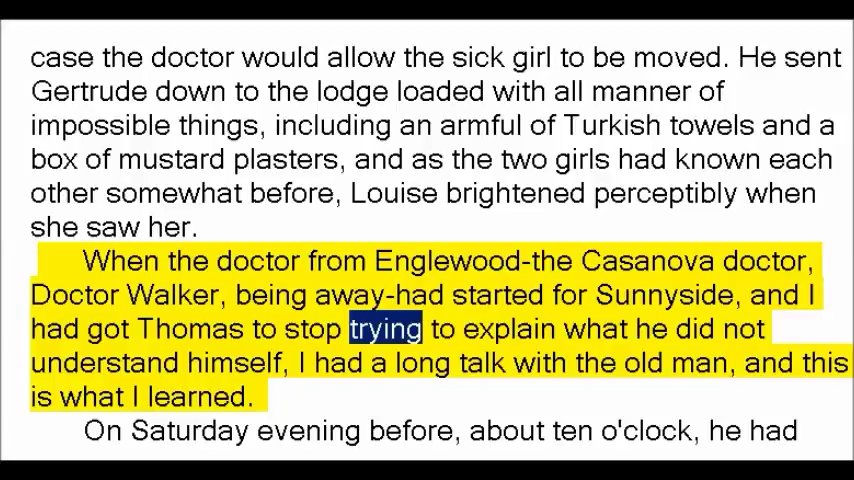 case the doctor would allow the sick girl to be moved. He sent
Gertrude down to the lodge loaded with all manner of
impossible things, including an armful of Turkish towels and a
box of mustard plasters, and as the two girls had known each
other somewhat before, Louise brightened perceptibly when
she saw her.
When the doctor from Englewood-the Casanova doctor,
Doctor Walker, being away-had started for Sunnyside, and I
had got Thomas to stop trying to explain what he did not
understand himself, I had a long talk with the old man, and this
is what I learned.
On Saturday evening before, about ten o'clock, he had